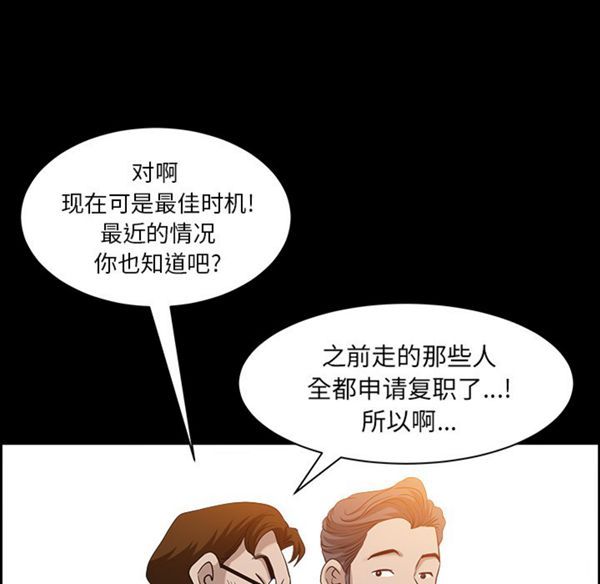 对啊
现在可是最佳时机!
最近的情况
你也知道吧?
之前走的那些人
全都申请复职了...!
所以啊...